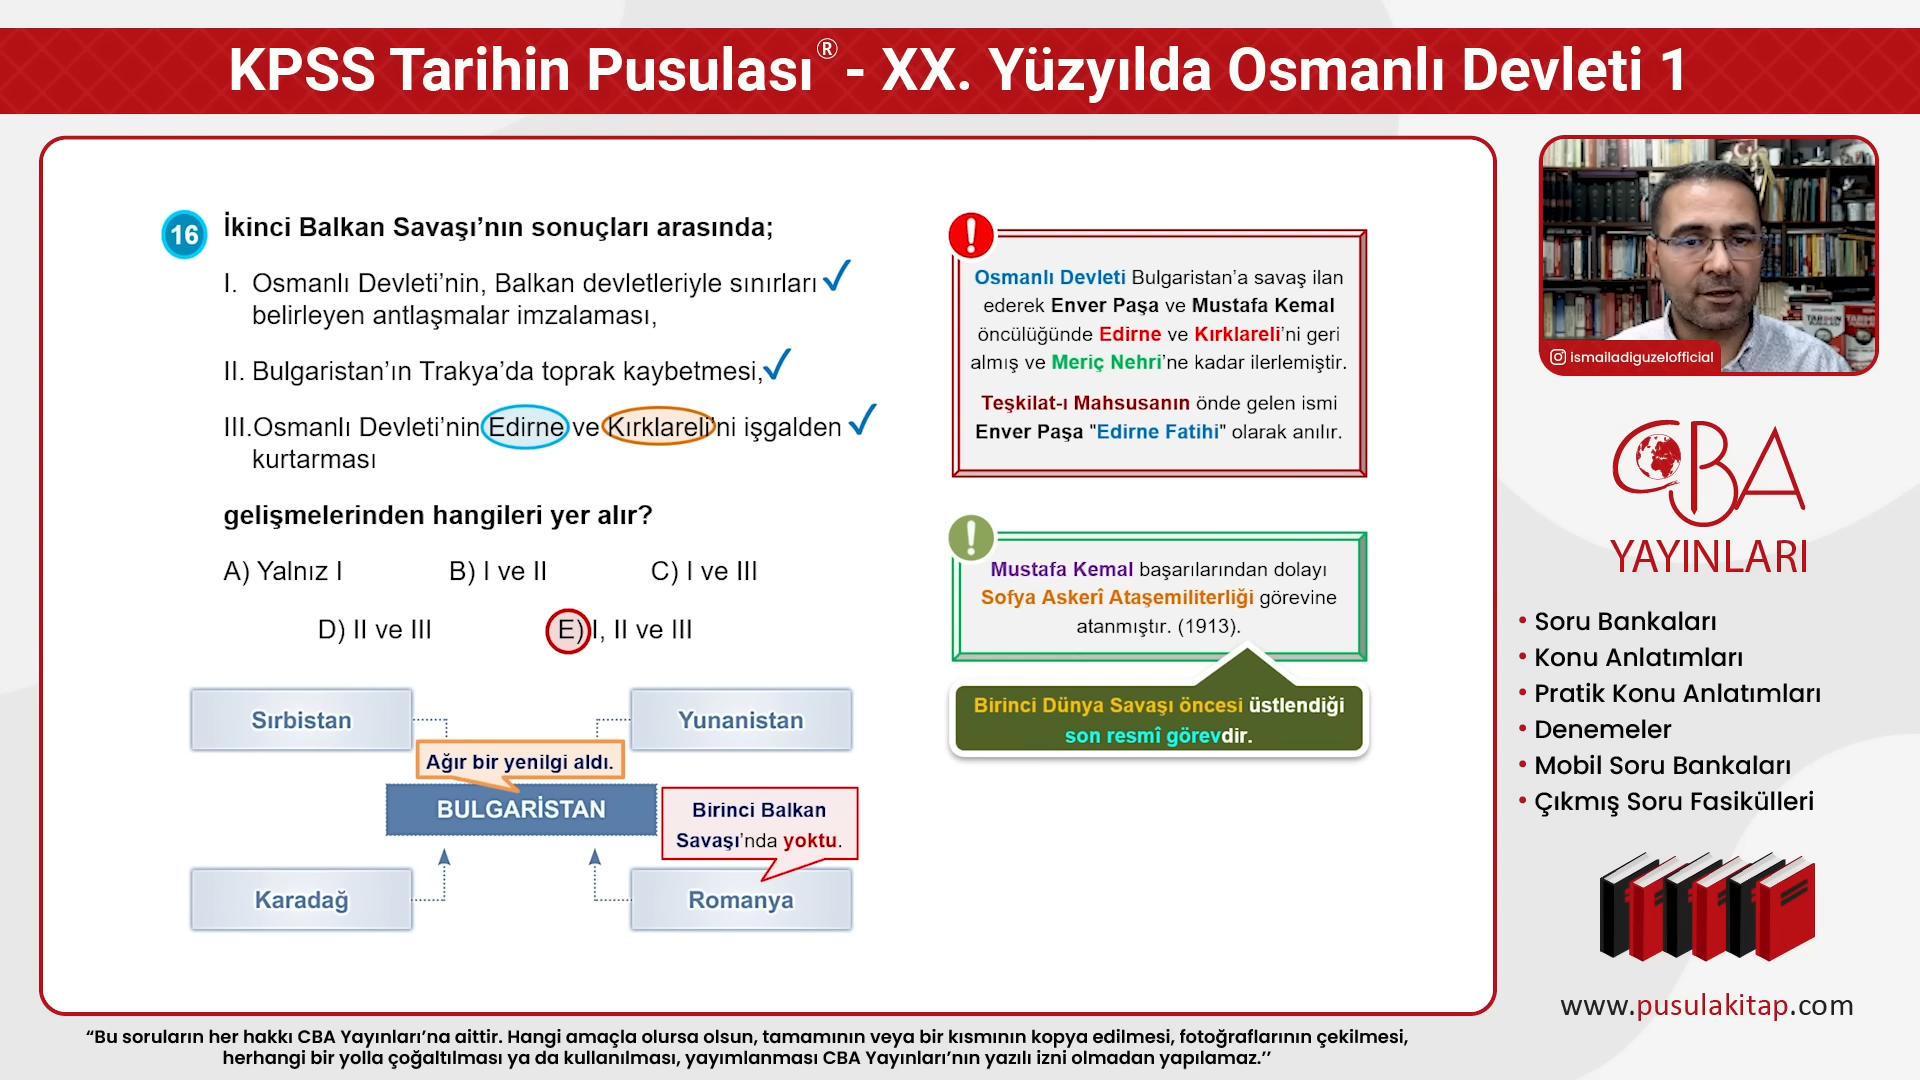 KPSS Tarihin Pusulası® - XX. Yüzyılda Osmanlı Devleti 1
16
İkinci Balkan Savaşı’nın sonuçları arasında;
I. Osmanlı Devleti’nin, Balkan devletleriyle sınırları
belirleyen antlaşmalar imzalaması,
II. Bulgaristan’ın Trakya’da toprak kaybetmesi,
III.Osmanlı Devleti’nin Edirne ve Kırklareli’ni işgalden
kurtarması
gelişmelerinden hangileri yer alır?
A) Yalnız I B) I ve II C) I ve III
D) II ve III E) I, II ve III
Sırbistan
Yunanistan
Ağır bir yenilgi aldı.
BULGARİSTAN
Birinci Balkan
Savaşı’nda yoktu.
Karadağ
Romanya
!
Osmanlı Devleti Bulgaristan’a savaş ilan
ederek Enver Paşa ve Mustafa Kemal
öncülüğünde Edirne ve Kırklareli’ni geri
almış ve Meriç Nehri’ne kadar ilerlemiştir.
Teşkilat-ı Mahsusanın önde gelen ismi
Enver Paşa "Edirne Fatihi" olarak anılır.
!
Mustafa Kemal başarılarından dolayı
Sofya Askerî Ataşemiliterliği görevine
atanmıştır. (1913).
Birinci Dünya Savaşı öncesi üstlendiği
son resmî görevdir.
ismailadiguzelofficial
CBA
YAYINLARI
• Soru Bankaları
• Konu Anlatımları
• Pratik Konu Anlatımları
• Denemeler
• Mobil Soru Bankaları
• Çıkmış Soru Fasikülleri
www.pusulakitap.com
“Bu soruların her hakkı CBA Yayınları’na aittir. Hangi amaçla olursa olsun, tamamının veya bir kısmının kopya edilmesi, fotoğraflarının çekilmesi,
herhangi bir yolla çoğaltılması ya da kullanılması, yayımlanması CBA Yayınları’nın yazılı izni olmadan yapılamaz.’’